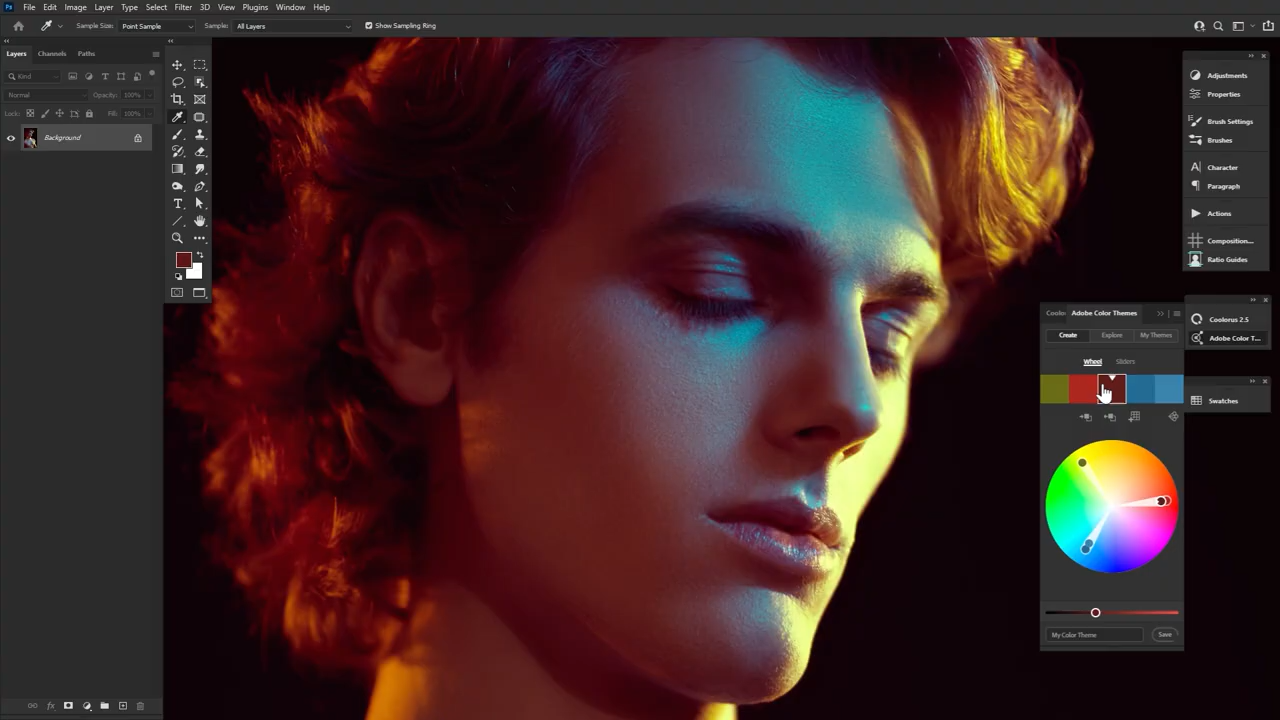 Ps File Edit Image Layer Type Select Filter 3D View Plugins Window Help
Sample Size: Point Sample Sample: All Layers Show Sampling Ring
Layers Channels Paths
Kind
Normal Opacity: 100%
Lock: Fill: 100%
Background
Adjustments
Properties
Brush Settings
Brushes
Character
Paragraph
Actions
Composition...
Ratio Guides
Coolor Adobe Color Themes
Create Explore My Themes
Wheel Sliders
My Color Theme Save
Coolorus 2.5
Adobe Color T...
Swatches